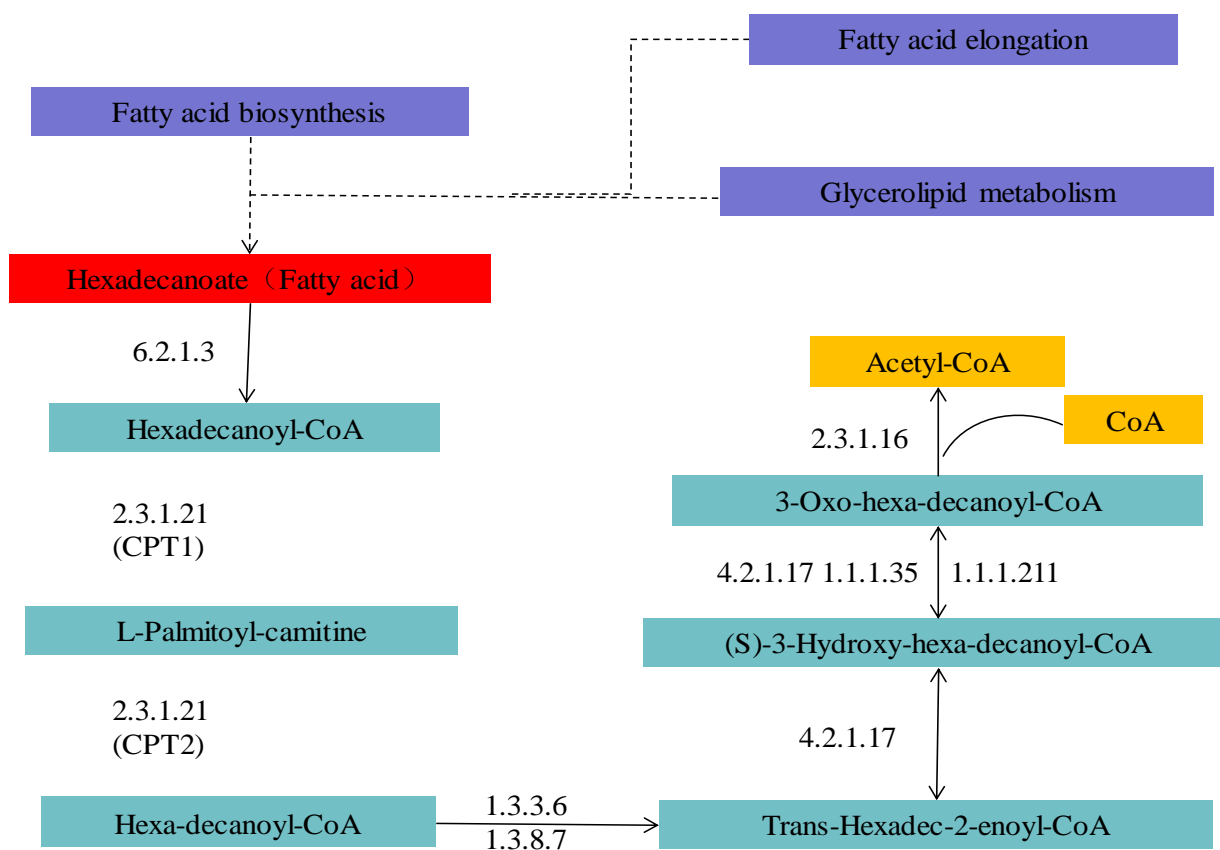 Fatty acid elongation
Fatty acid biosynthesis
Glycerolipid metabolism
Hexadecanoate（Fatty acid）
6.2.1.3
Hexadecanoyl-CoA
2.3.1.21
(CPT1)
L-Palmitoyl-camitine
2.3.1.21
(CPT2)
Hexa-decanoyl-CoA
1.3.3.6
1.3.8.7
Acetyl-CoA
CoA
2.3.1.16
3-Oxo-hexa-decanoyl-CoA
4.2.1.17 1.1.1.35 1.1.1.211
(S)-3-Hydroxy-hexa-decanoyl-CoA
4.2.1.17
Trans-Hexadec-2-enoyl-CoA